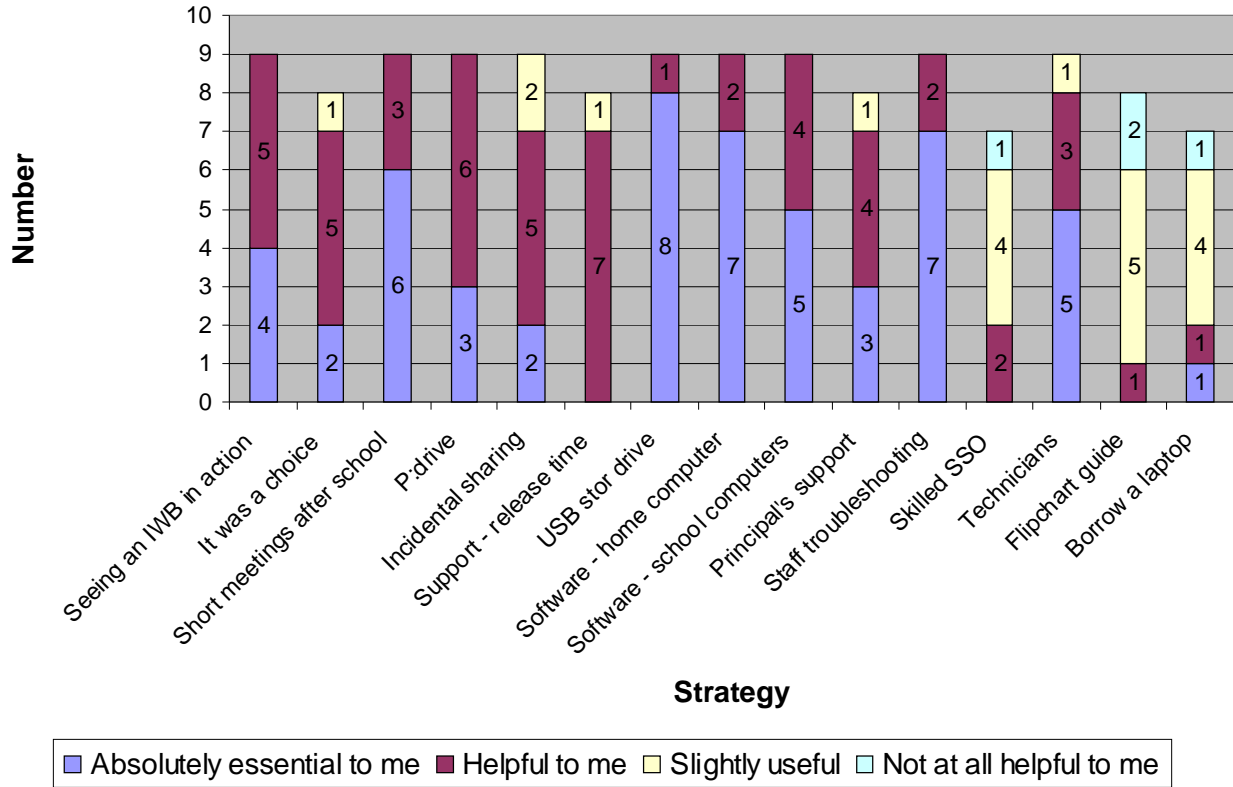 Number
10
9
8
7
6
5
4
3
2
1
0
4 5
2 5 1
6 3
3 6
2 5 2
7 1
8 1
7 2
5 4
3 4 1
7 2
2 4 1
5 3 1
1 5 2
1 1 4 1
Seeing an IWB in action
It was a choice
Short meetings after school
P:drive
Incidental sharing
Support - release time
USB stor drive
Software - home computer
Software - school computers
Principal's support
Staff troubleshooting
Skilled SSO
Technicians
Flipchart guide
Borrow a laptop
Strategy
Absolutely essential to me Helpful to me Slightly useful Not at all helpful to me